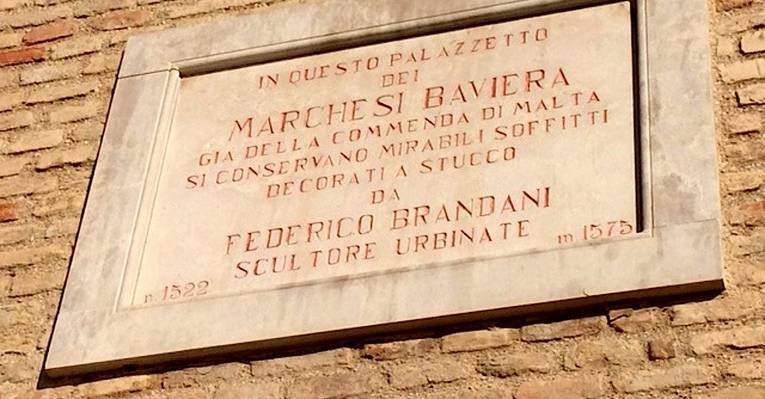 IN QUESTO PALAZZETTO
DEI
MARCHESI BAVIERA
GIA DELLA COMMENDA DI MALTA
SI CONSERVANO MIRABILI SOFFITTI
DECORATI A STUCCO
DA
FEDERICO BRANDANI
SCULTORE URBINATE
n. 1522 m. 1575